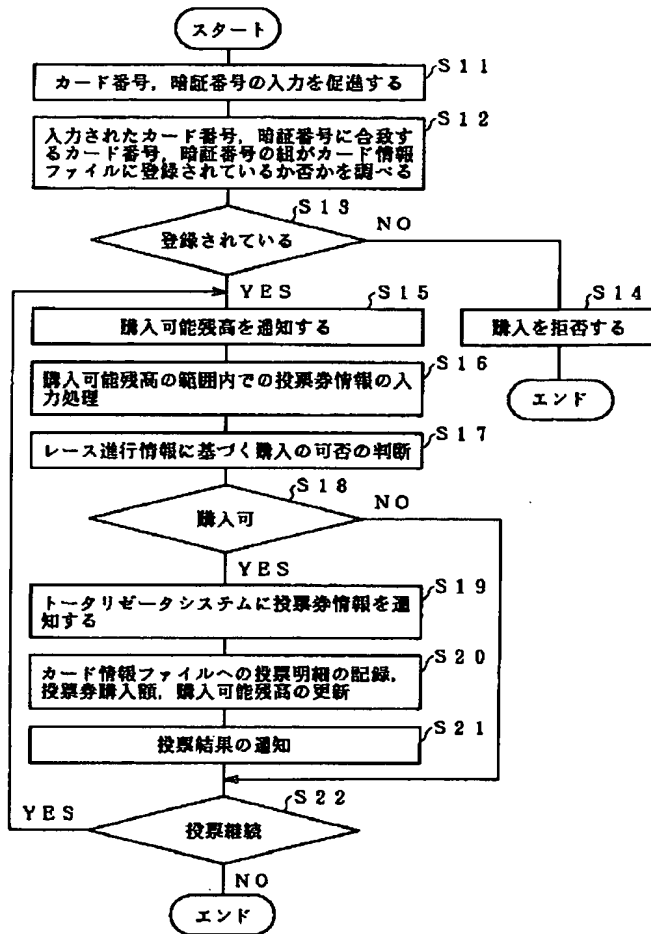 スタート
S11
カード番号,暗証番号の入力を促進する
S12
入力されたカード番号,暗証番号に合致す
るカード番号,暗証番号の組がカード情報
ファイルに登録されているか否かを調べる
S13
登録されている
NO
YES
S15
購入可能残高を通知する
S14
購入を拒否する
エンド
S16
購入可能残高の範囲内での投票券情報の入
力処理
S17
レース進行情報に基づく購入の可否の判断
S18
購入可
NO
YES
S19
トータリゼータシステムに投票券情報を通
知する
S20
カード情報ファイルへの投票明細の記録,
投票券購入額,購入可能残高の更新
S21
投票結果の通知
S22
YES
投票継続
NO
エンド